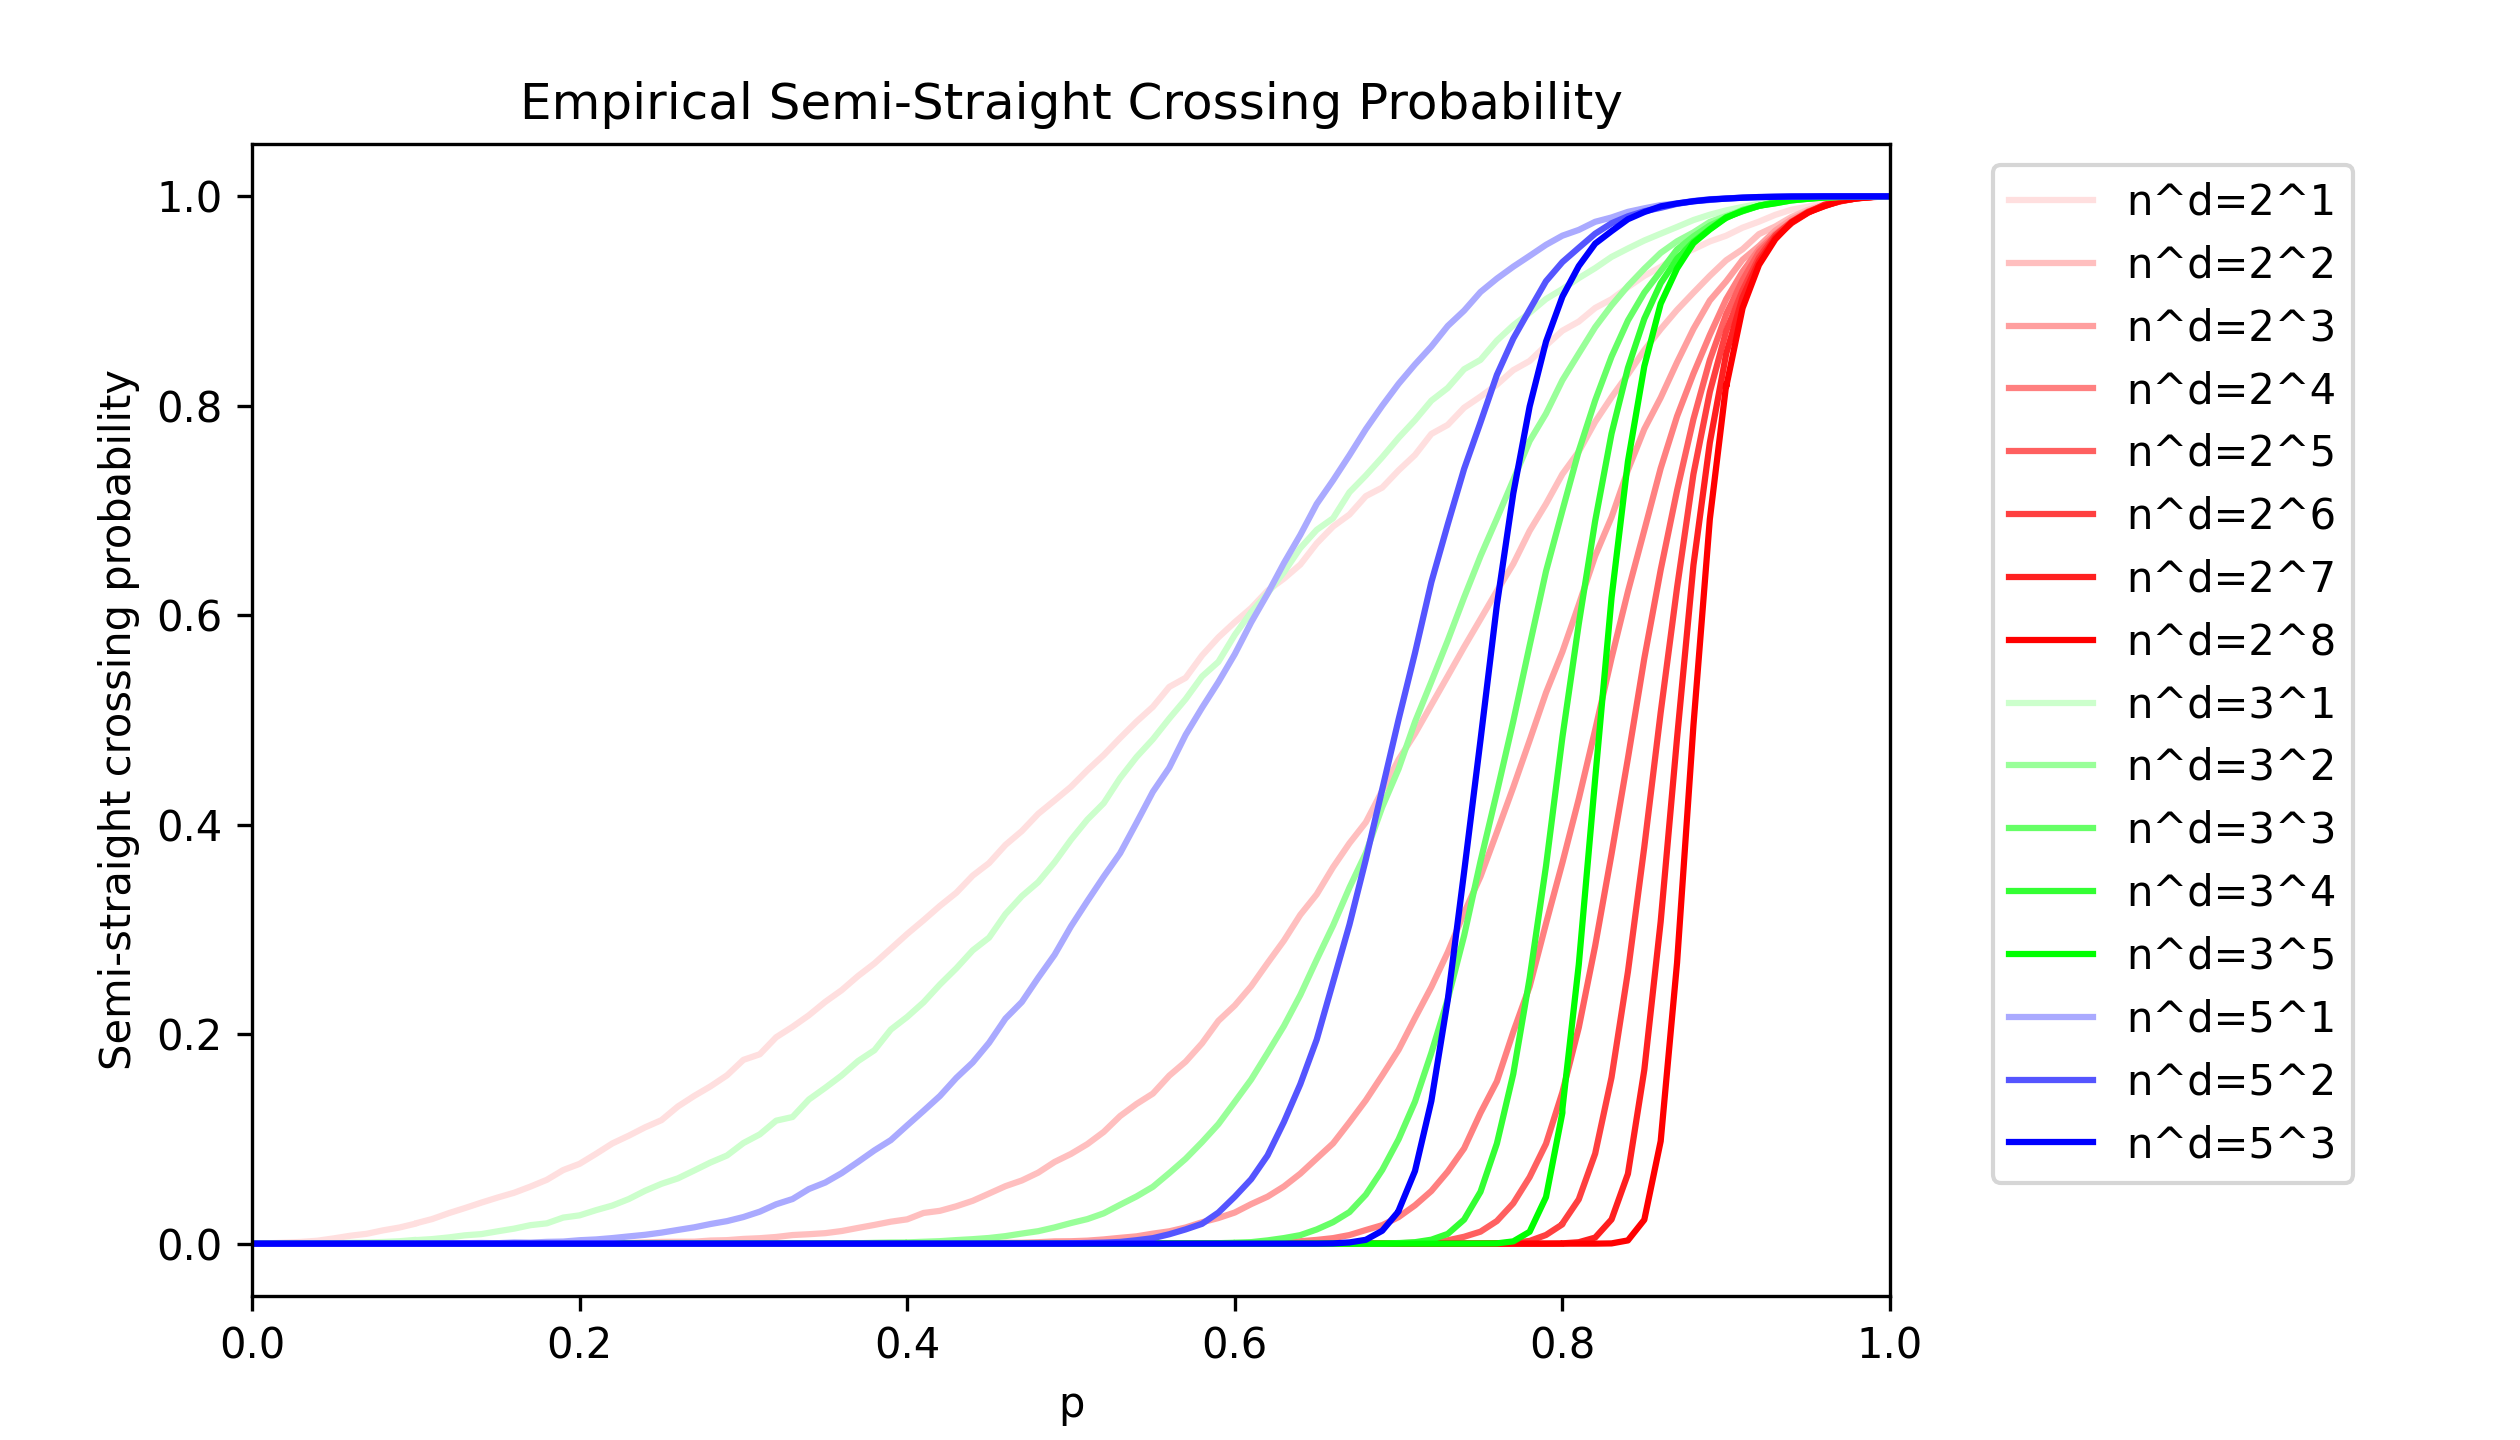 Empirical Semi-Straight Crossing Probability
Semi-straight crossing probability
1.0
0.8
0.6
0.4
0.2
0.0
0.0 0.2 0.4 0.6 0.8 1.0
p
n^d=2^1
n^d=2^2
n^d=2^3
n^d=2^4
n^d=2^5
n^d=2^6
n^d=2^7
n^d=2^8
n^d=3^1
n^d=3^2
n^d=3^3
n^d=3^4
n^d=3^5
n^d=5^1
n^d=5^2
n^d=5^3